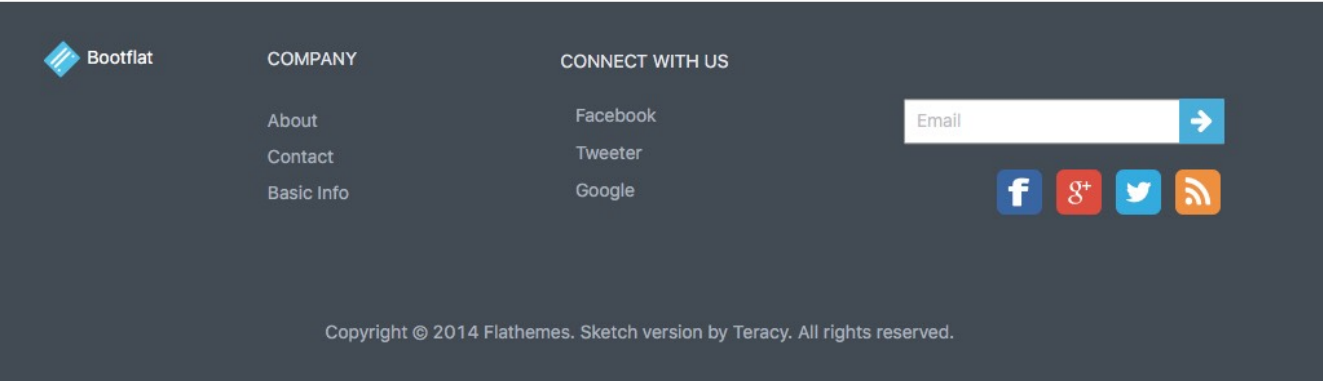 Bootflat
COMPANY
About
Contact
Basic Info
CONNECT WITH US
Facebook
Tweeter
Google
Email
f
g+
Copyright © 2014 Flathemes. Sketch version by Teracy. All rights reserved.